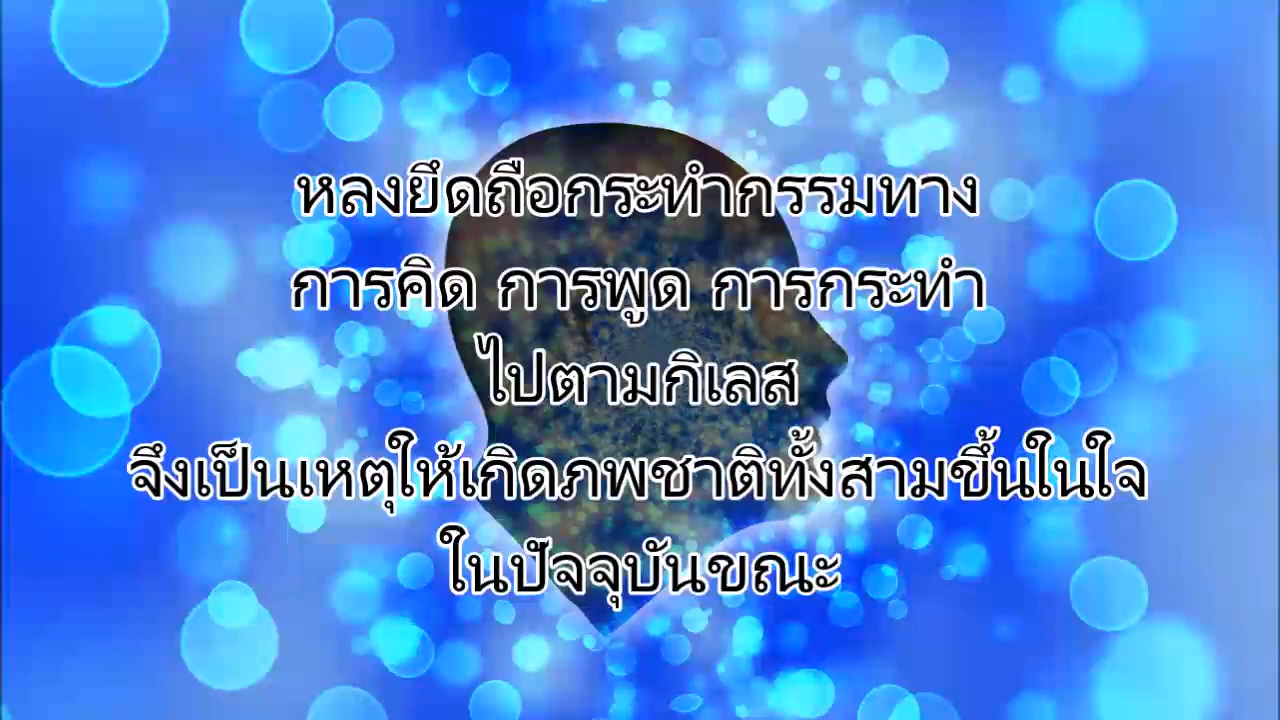 หลงยึดถือกระทำกรรมทาง
การคิด การพูด การกระทำ
ไปตามกิเลส
จึงเป็นเหตุให้เกิดภพชาติทั้งสามขึ้นในใจ
ในปัจจุบันขณะ